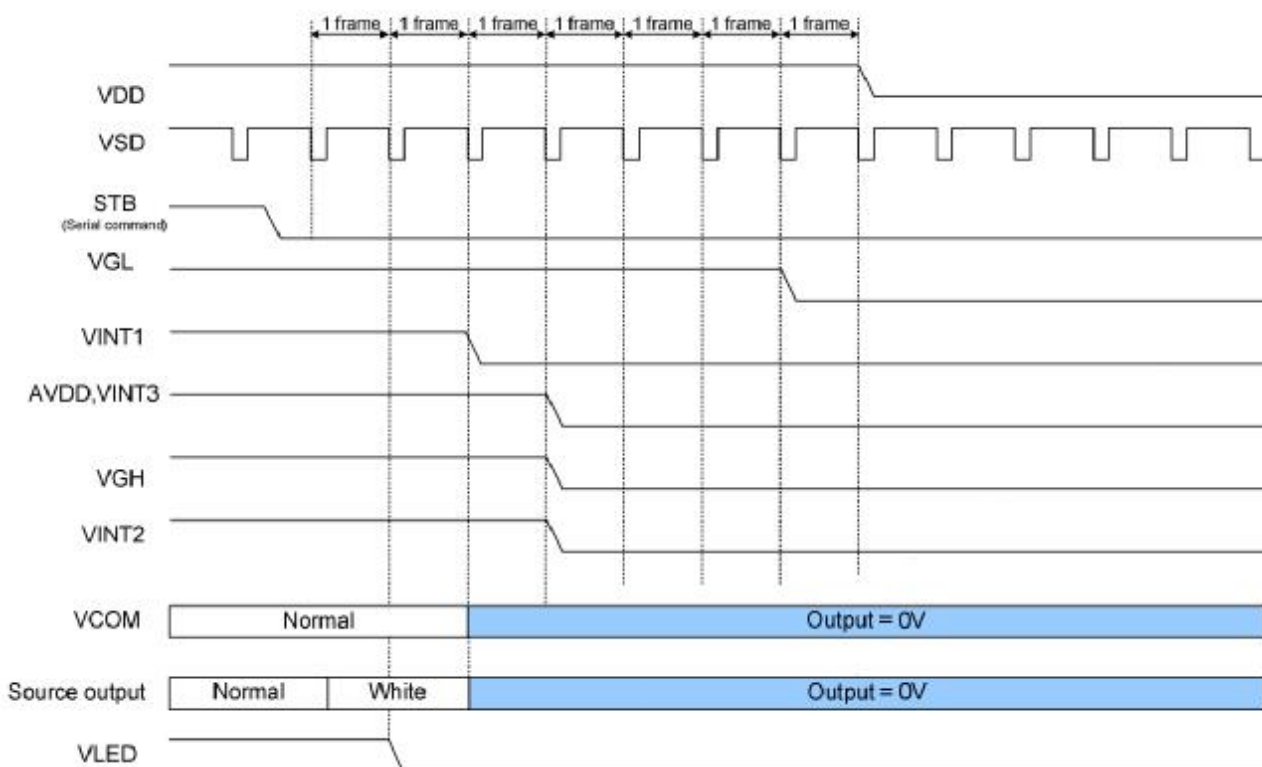 1 frame 1 frame 1 frame 1 frame 1 frame 1 frame 1 frame
VDD
VSD
STB
(Serial command)
VGL
VINT1
AVDD,VINT3
VGH
VINT2
VCOM Normal Output = 0V
Source output Normal White Output = 0V
VLED